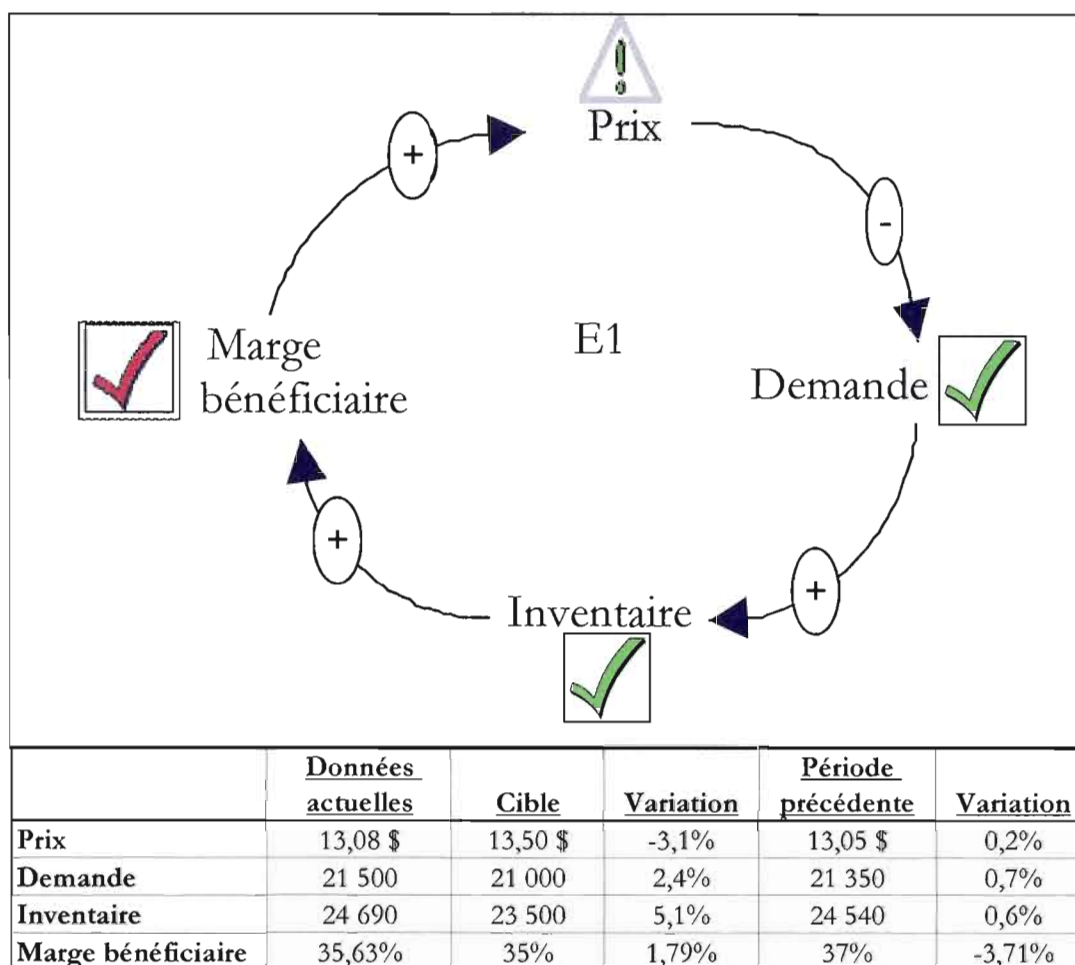 Prix
+
-
Marge
bénéficiaire
E1
Demande
+
+
Inventaire
Données actuelles Cible Variation Période précédente Variation
Prix 13,08 $ 13,50 $ -3,1% 13,05 $ 0,2%
Demande 21 500 21 000 2,4% 21 350 0,7%
Inventaire 24 690 23 500 5,1% 24 540 0,6%
Marge bénéficiaire 35,63% 35% 1,79% 37% -3,71%